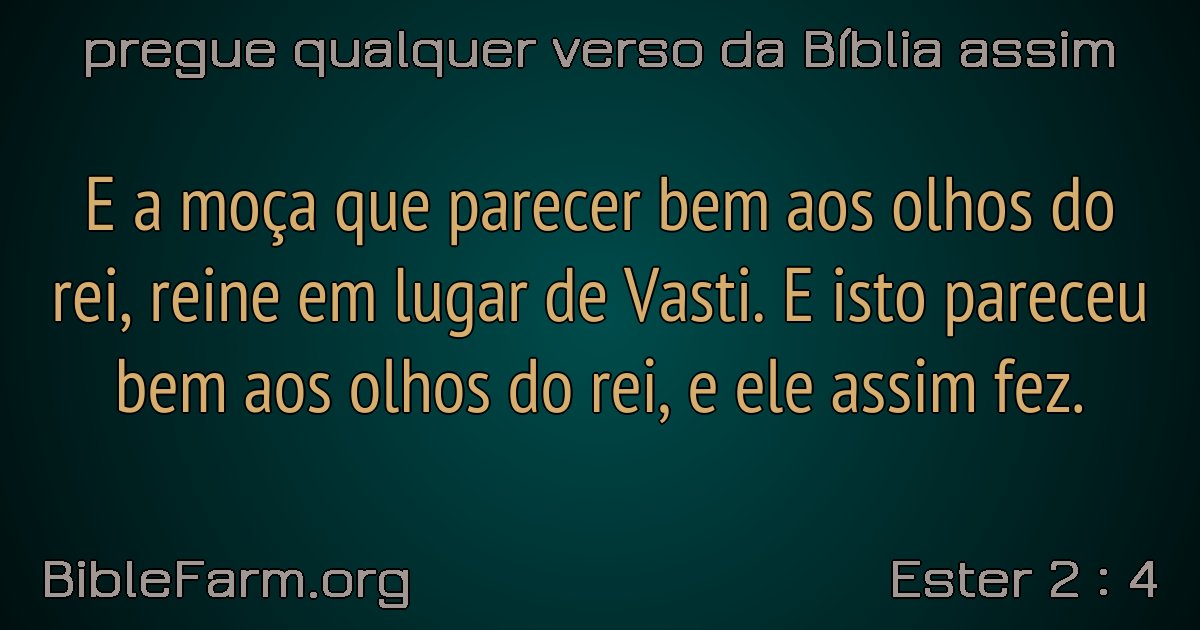 pregue qualquer verso da Bíblia assim
E a moça que parecer bem aos olhos do
rei, reine em lugar de Vasti. E isto pareceu
bem aos olhos do rei, e ele assim fez.
BibleFarm.org
Ester 2 : 4